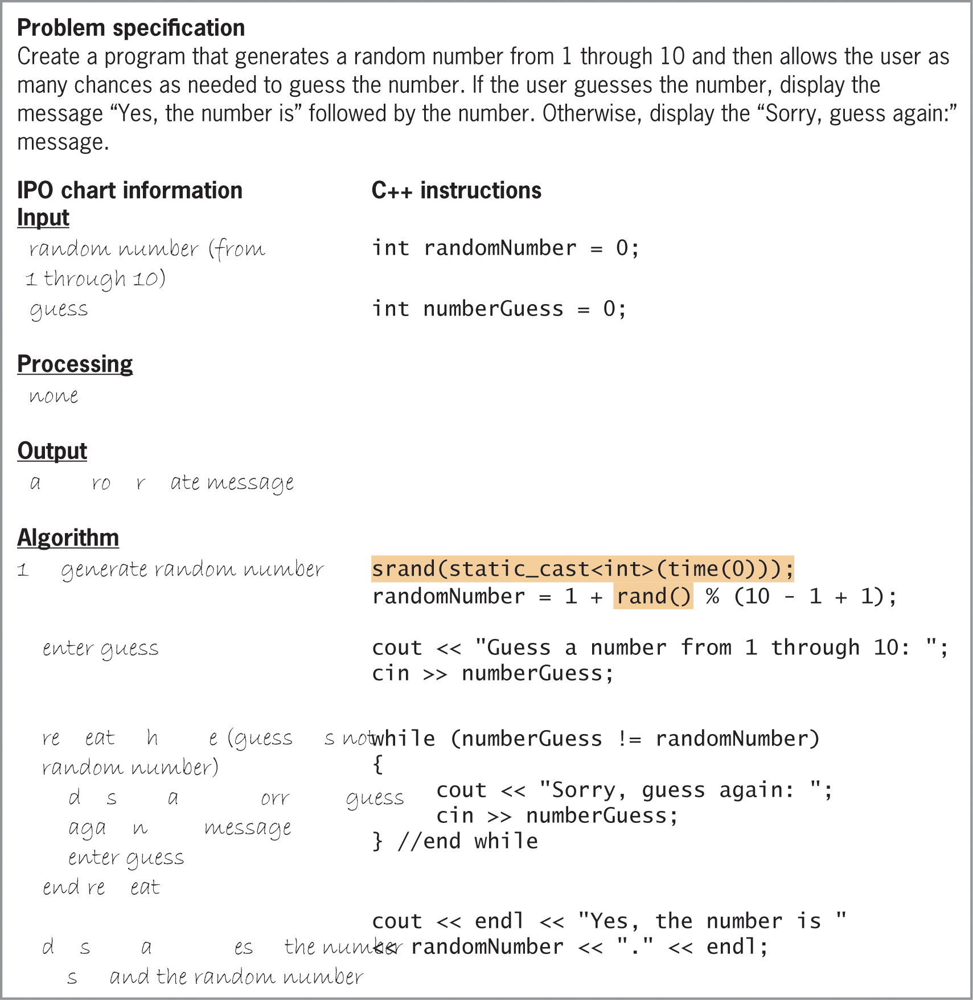 Problem specification
Create a program that generates a random number from 1 through 10 and then allows the user as
many chances as needed to guess the number. If the user guesses the number, display the
message “Yes, the number is” followed by the number. Otherwise, display the “Sorry, guess again:”
message.
IPO chart information C++ instructions
Input
random number (from int randomNumber = 0;
1 through 10)
guess int numberGuess = 0;
Processing
none
Output
a ro r ate message
Algorithm
1 generate random number srand(static_cast<int>(time(0)));
randomNumber = 1 + rand() % (10 - 1 + 1);
enter guess cout << "Guess a number from 1 through 10: ";
cin >> numberGuess;
re eat h e (guess s not while (numberGuess != randomNumber)
random number) {
d s a orr guess cout << "Sorry, guess again: ";
aga n message cin >> numberGuess;
enter guess } //end while
end re eat
cout << endl << "Yes, the number is "
d s a es the number << randomNumber << "." << endl;
s and the random number